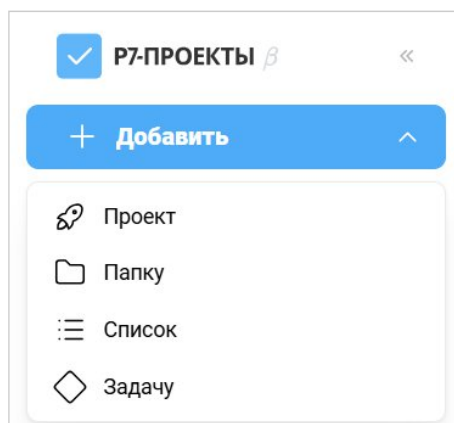 Р7-ПРОЕКТЫ β
Добавить
Проект
Папку
Список
Задачу